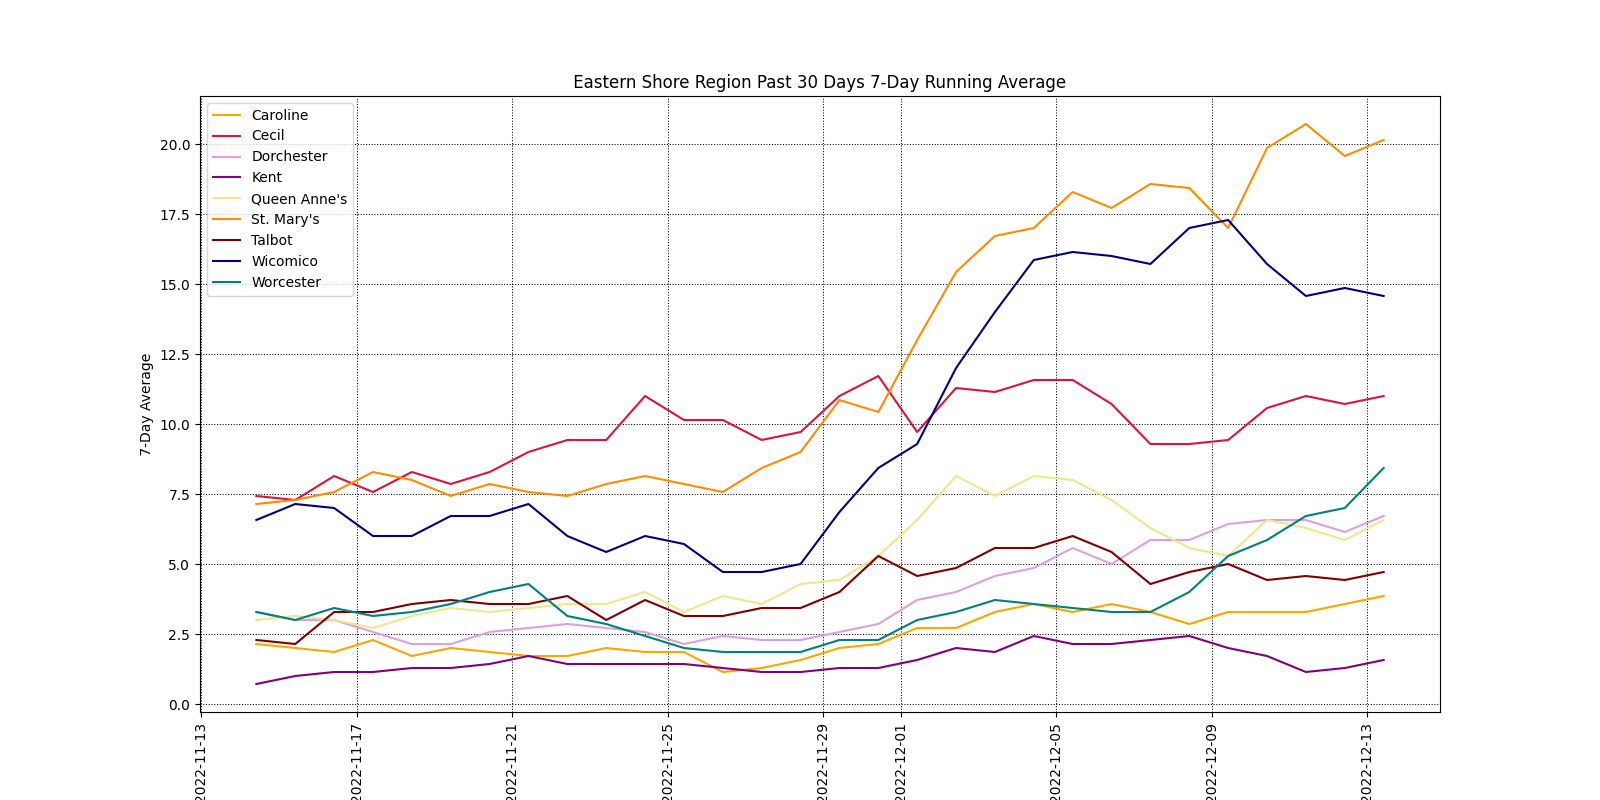 Eastern Shore Region Past 30 Days 7-Day Running Average
Caroline
Cecil
Dorchester
Kent
Queen Anne's
St. Mary's
Talbot
Wicomico
Worcester
7-Day Average
20.0
17.5
15.0
12.5
10.0
7.5
5.0
2.5
0.0
2022-11-13
2022-11-17
2022-11-21
2022-11-25
2022-11-29
2022-12-01
2022-12-05
2022-12-09
2022-12-13